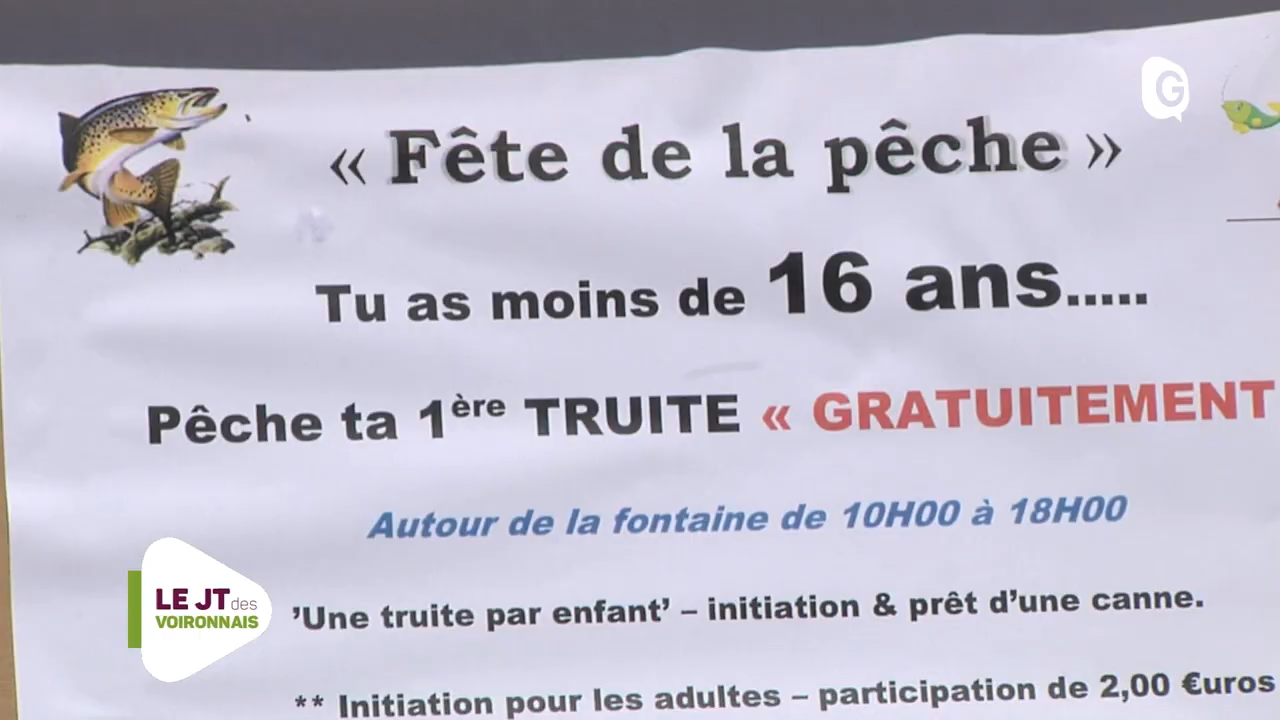 G
« Fête de la pêche »
Tu as moins de 16 ans.....
Pêche ta 1ère TRUITE « GRATUITEMENT
Autour de la fontaine de 10H00 à 18H00
'Une truite par enfant' – initiation & prêt d'une canne.
** Initiation pour les adultes – participation de 2,00 €uros
LE JT des
VOIRONNAIS